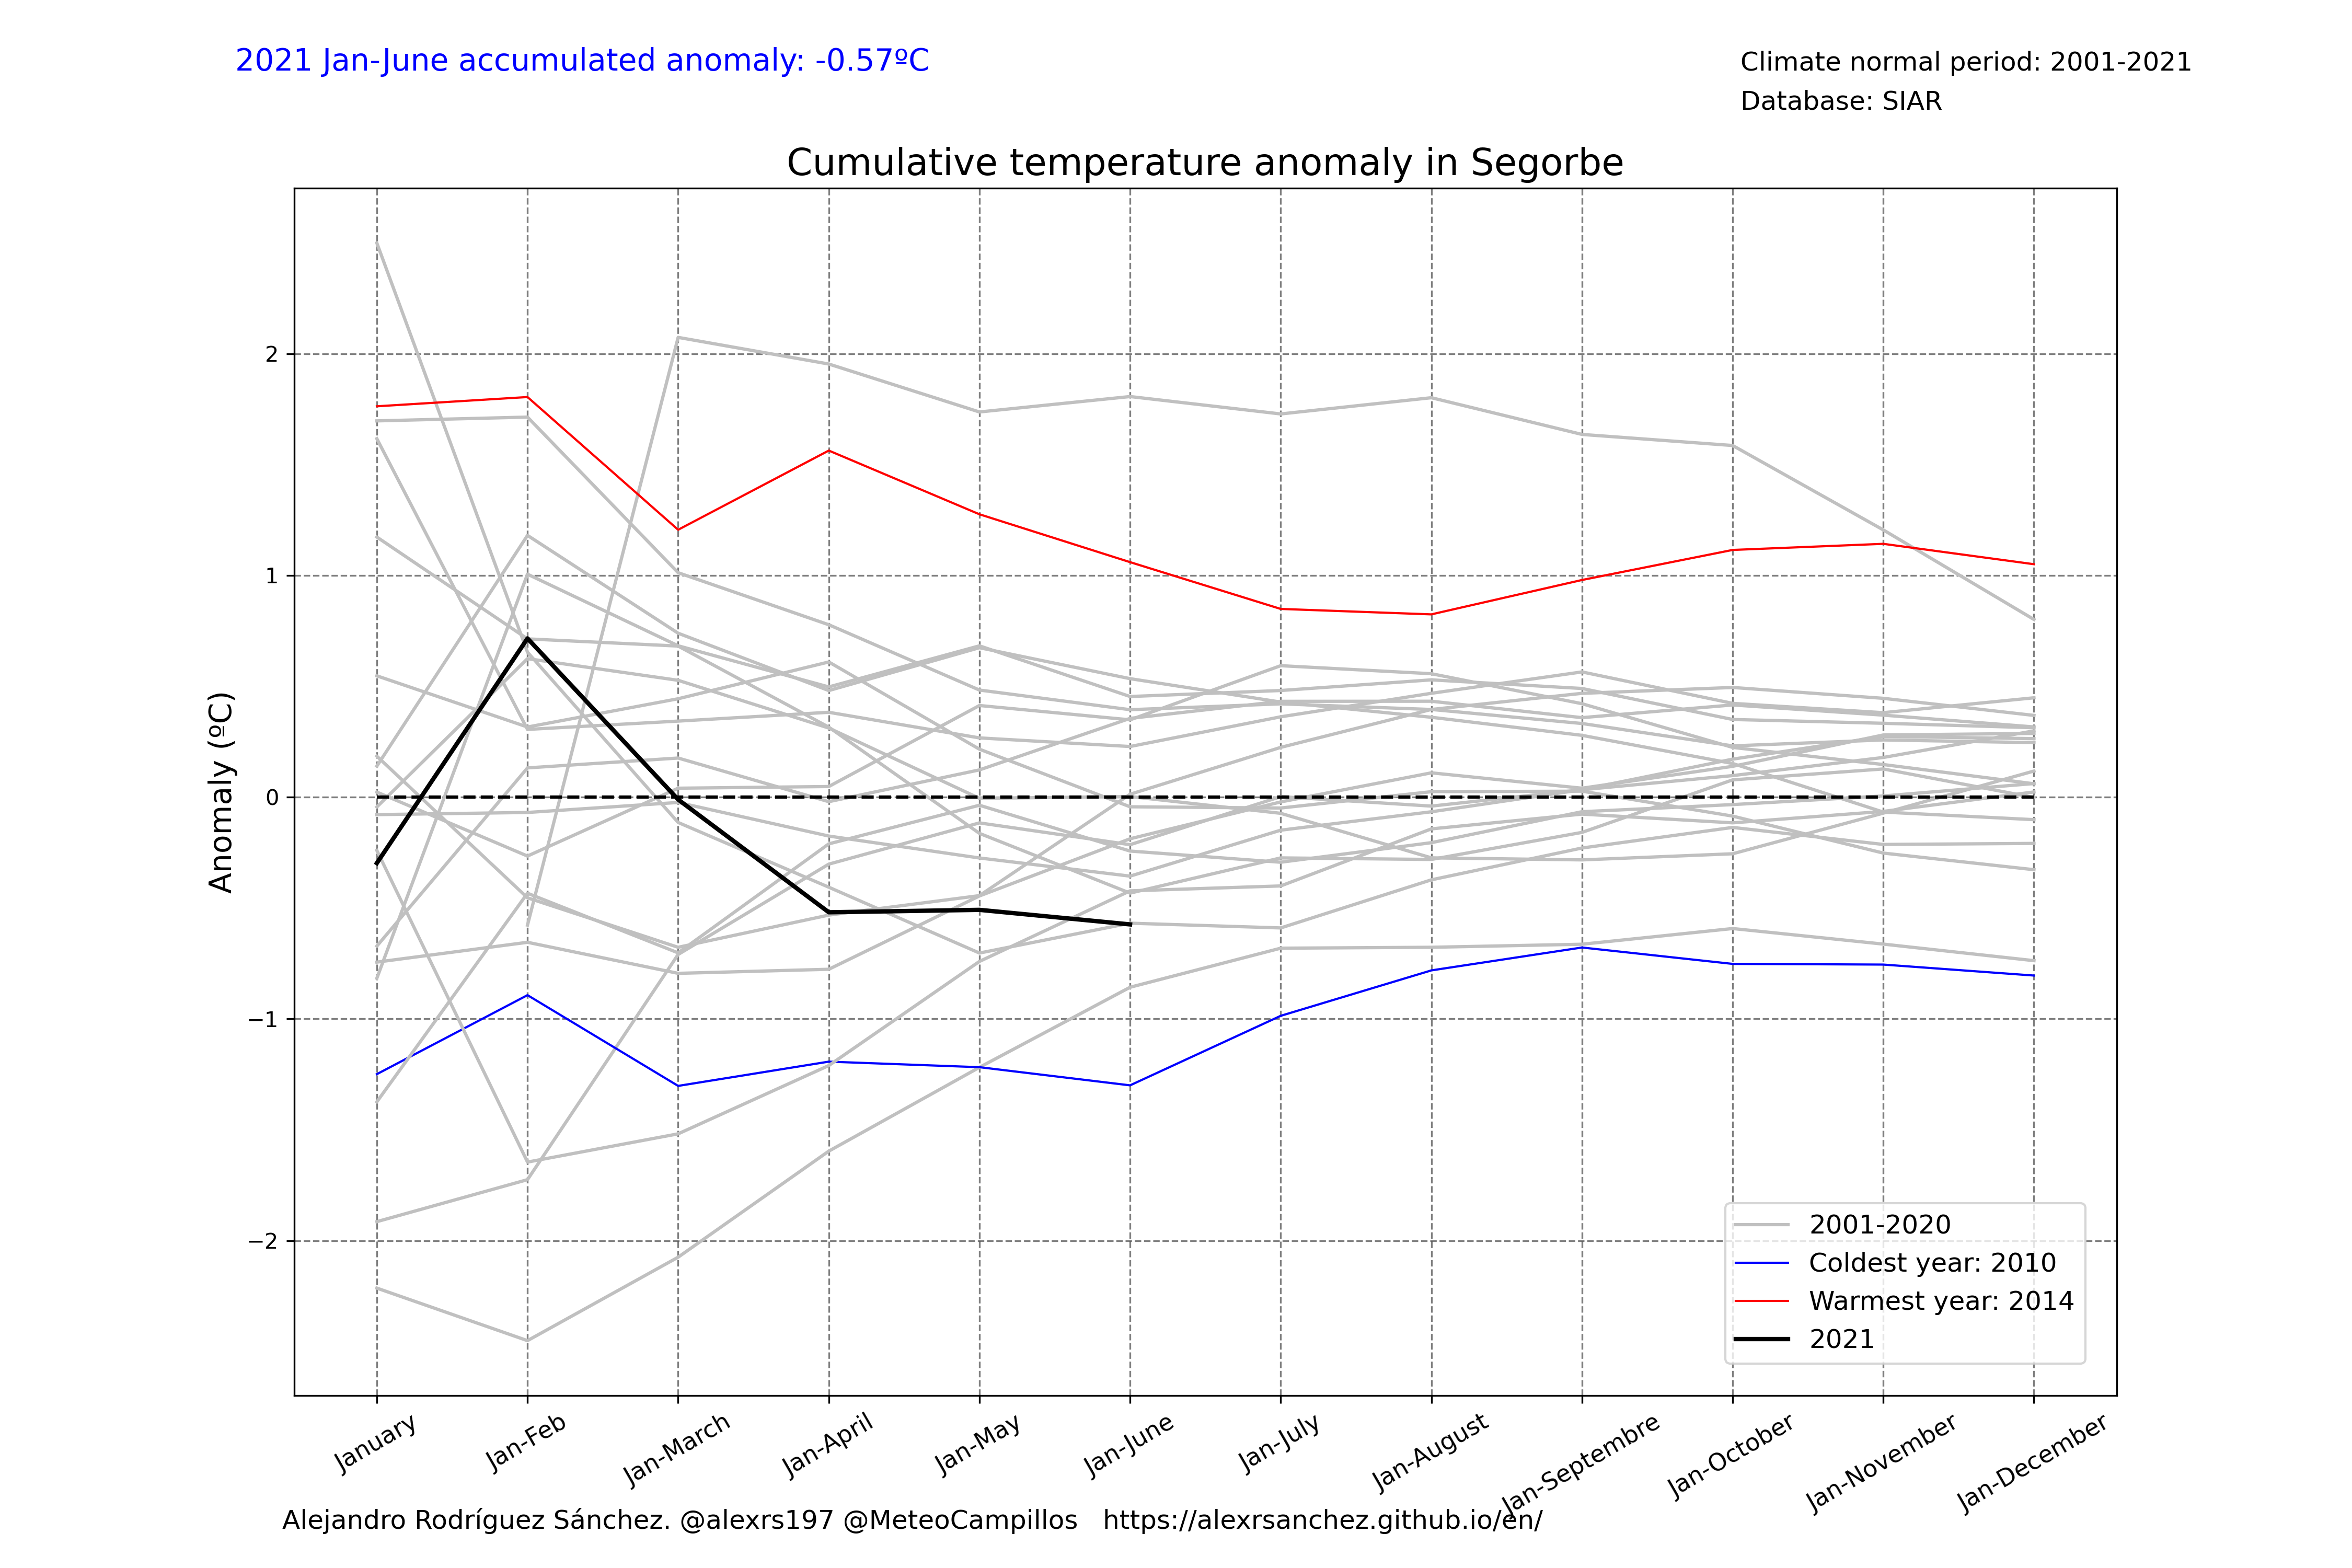 2021 Jan-June accumulated anomaly: -0.57ºC
Climate normal period: 2001-2021
Database: SIAR
Cumulative temperature anomaly in Segorbe
Anomaly (ºC)
2
1
0
−1
−2
2001-2020
Coldest year: 2010
Warmest year: 2014
2021
January
Jan-Feb
Jan-March
Jan-April
Jan-May
Jan-June
Jan-July
Jan-August
Jan-Septembre
Jan-October
Jan-November
Jan-December
Alejandro Rodríguez Sánchez. @alexrs197 @MeteoCampillos   https://alexrsanchez.github.io/en/